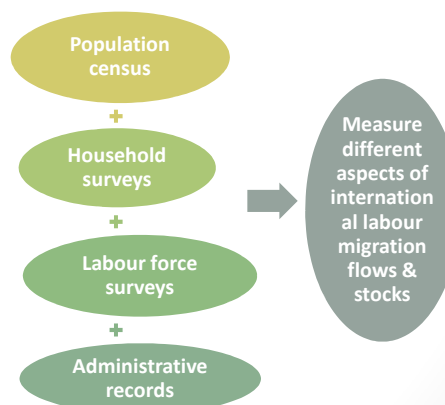 Population
census
+
Household
surveys
+
Labour force
surveys
+
Administrative
records
Measure
different
aspects of
internation
al labour
migration
flows &
stocks